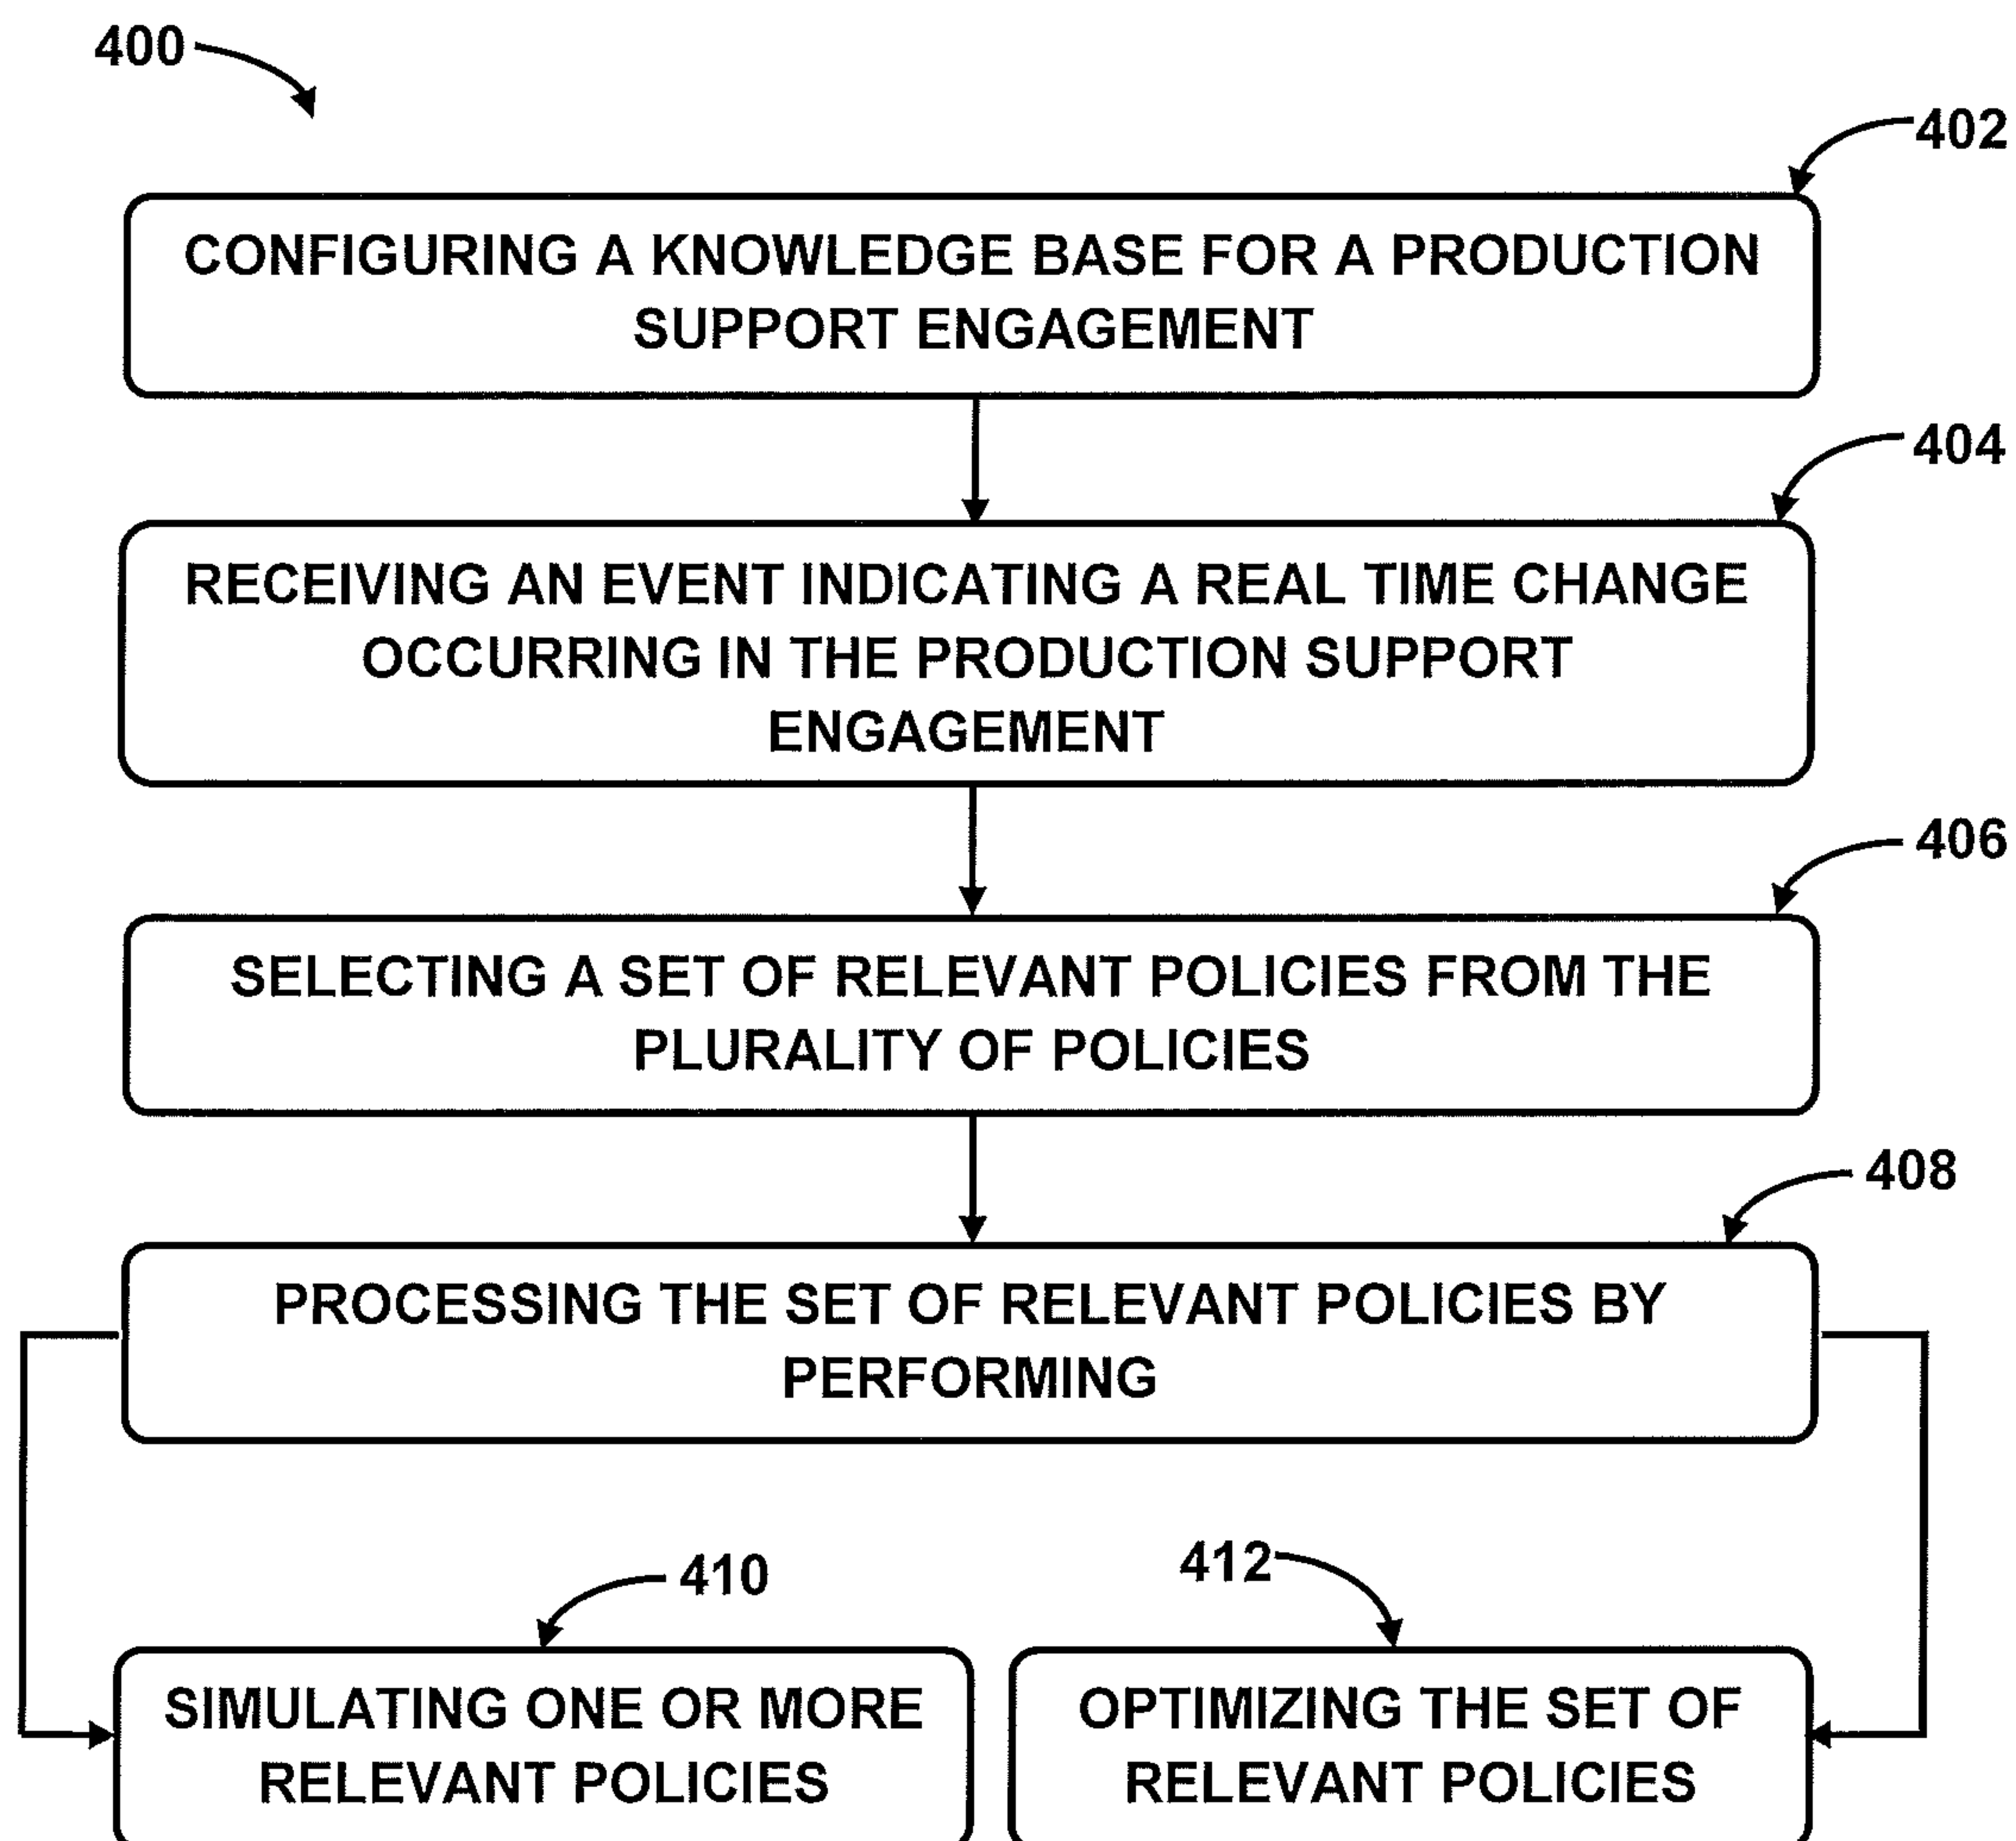 400
402
CONFIGURING A KNOWLEDGE BASE FOR A PRODUCTION
SUPPORT ENGAGEMENT
404
RECEIVING AN EVENT INDICATING A REAL TIME CHANGE
OCCURRING IN THE PRODUCTION SUPPORT
ENGAGEMENT
406
SELECTING A SET OF RELEVANT POLICIES FROM THE
PLURALITY OF POLICIES
408
PROCESSING THE SET OF RELEVANT POLICIES BY
PERFORMING
410
SIMULATING ONE OR MORE
RELEVANT POLICIES
412
OPTIMIZING THE SET OF
RELEVANT POLICIES